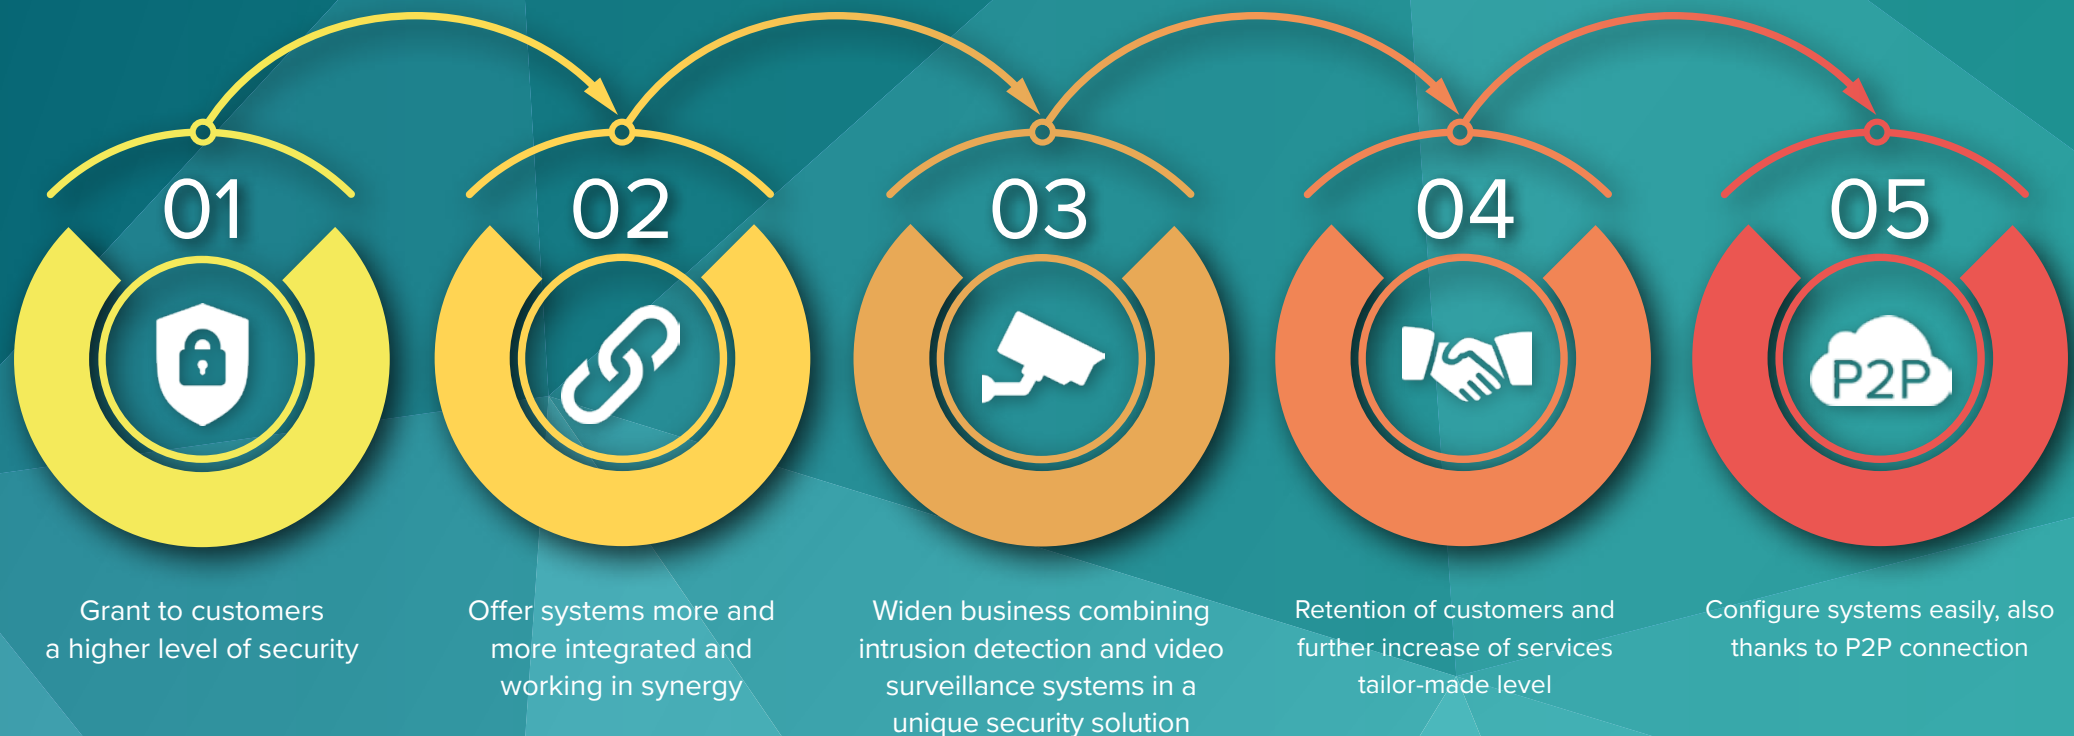 01
Grant to customers
a higher level of security
02
Offer systems more and
more integrated and
working in synergy
03
Widen business combining
intrusion detection and video
surveillance systems in a
unique security solution
04
Retention of customers and
further increase of services
tailor-made level
05
P2P
Configure systems easily, also
thanks to P2P connection